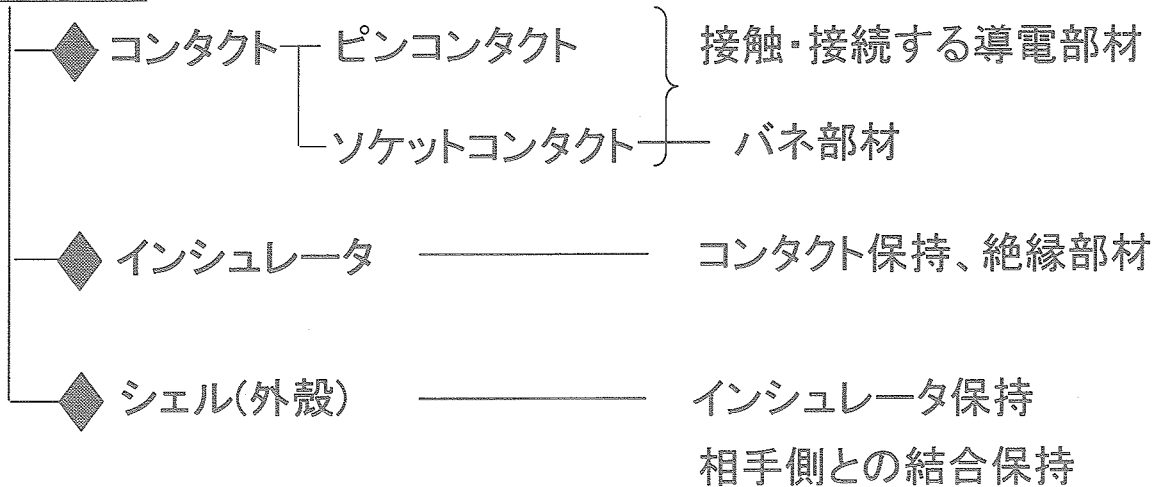 コンタクト ピンコンタクト 接触・接続する導電部材
ソケットコンタクト バネ部材
インシュレータ コンタクト保持、絶縁部材
シェル(外殻) インシュレータ保持
相手側との結合保持